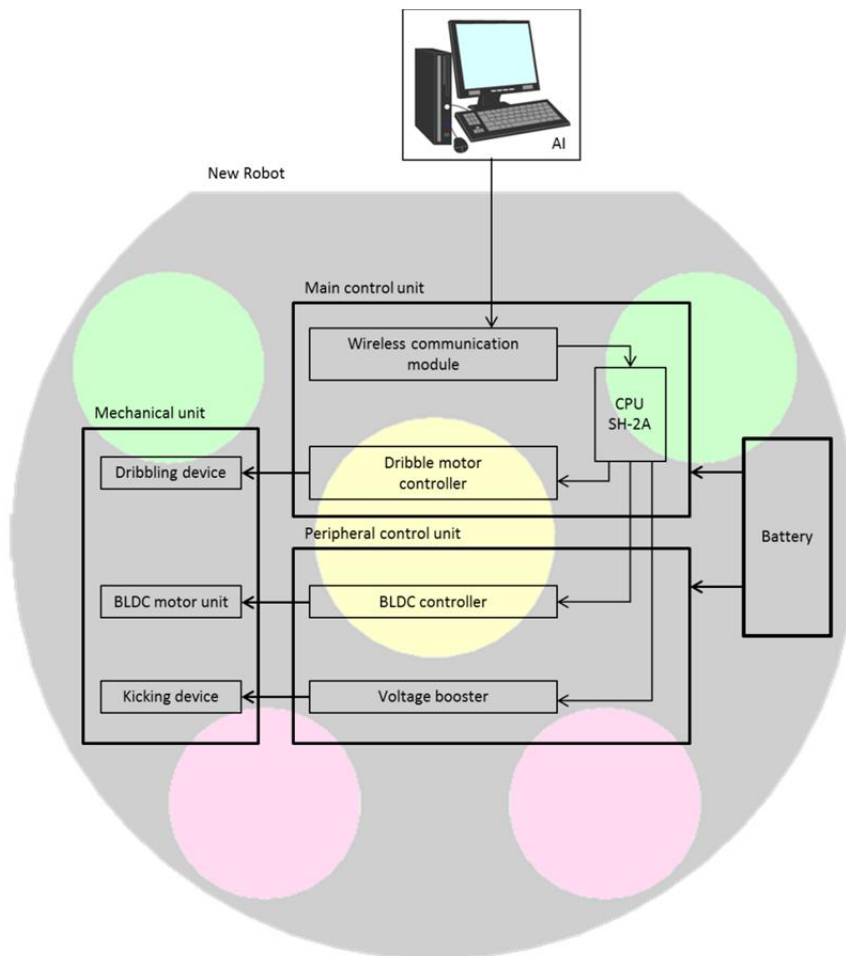 AI
New Robot
Main control unit
Wireless communication
module
CPU
SH-2A
Mechanical unit
Dribbling device
Dribble motor
controller
Battery
Peripheral control unit
BLDC motor unit
BLDC controller
Kicking device
Voltage booster